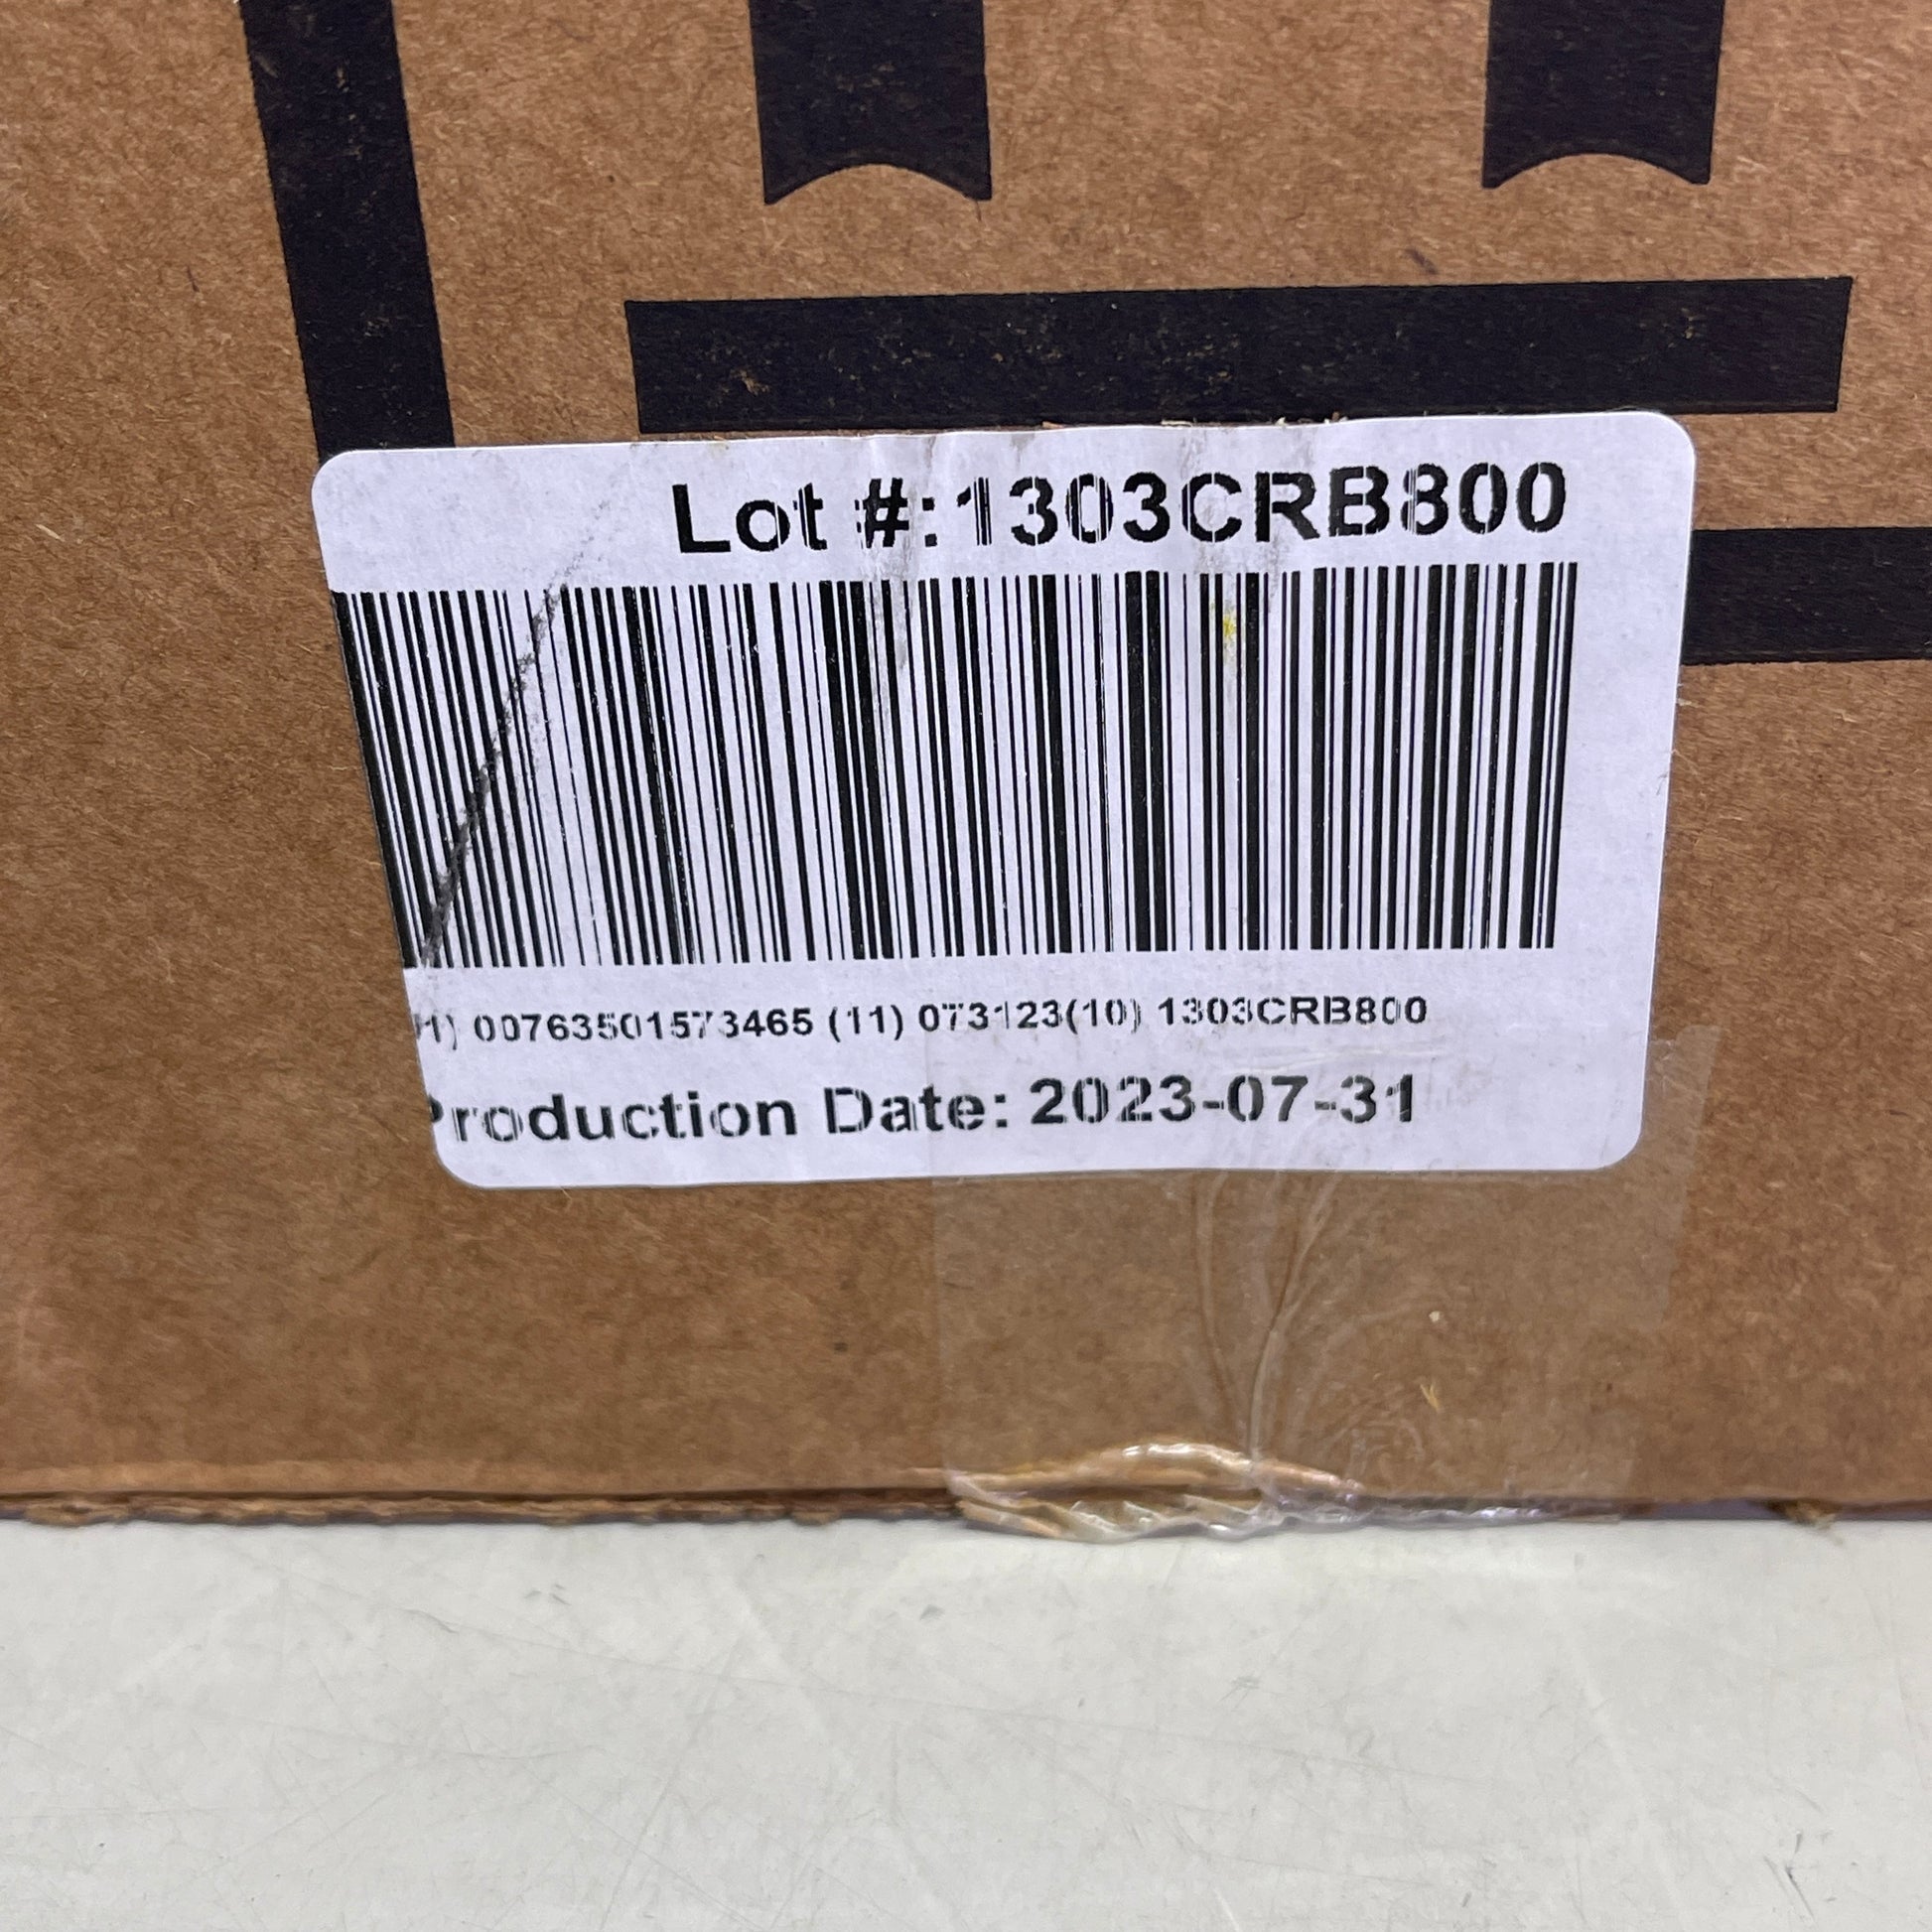 Lot #:1303CRB800
1) 00763501573465 (11) 073123(10) 1303CRB800
Production Date: 2023-07-31